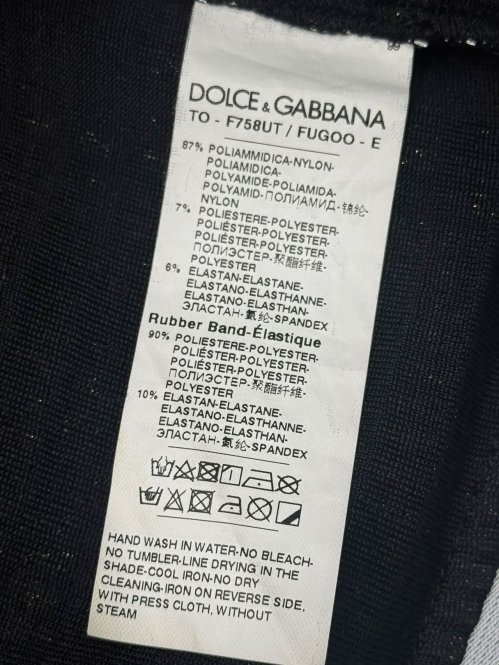 DOLCE & GABBANA
TO - F758UT / FUGOO - E
87% POLIAMMIDICA-NYLON-
POLIAMIDICA-
POLYAMIDE-POLIAMIDA-
POLYAMID-ПОЛИАМИД-锦纶-
NYLON
7% POLIESTERE-POLYESTER-
POLIÉSTER-POLYESTER-
POLIÉSTER-POLYESTER-
ПОЛИЭСТЕР-聚酯纤维-
POLYESTER
6% ELASTAN-ELASTANE-
ELASTANO-ELASTHANNE-
ELASTANO-ELASTHAN-
ЭЛАСТАН-氨纶-SPANDEX
Rubber Band-Élastique
90% POLIESTERE-POLYESTER-
POLIÉSTER-POLYESTER-
POLIÉSTER-POLYESTER-
ПОЛИЭСТЕР-聚酯纤维-
POLYESTER
10% ELASTAN-ELASTANE-
ELASTANO-ELASTHANNE-
ELASTANO-ELASTHAN-
ЭЛАСТАН-氨纶-SPANDEX
HAND WASH IN WATER-NO BLEACH-
NO TUMBLER-LINE DRYING IN THE
SHADE-COOL IRON-NO DRY
CLEANING-IRON ON REVERSE SIDE,
WITH PRESS CLOTH, WITHOUT
STEAM